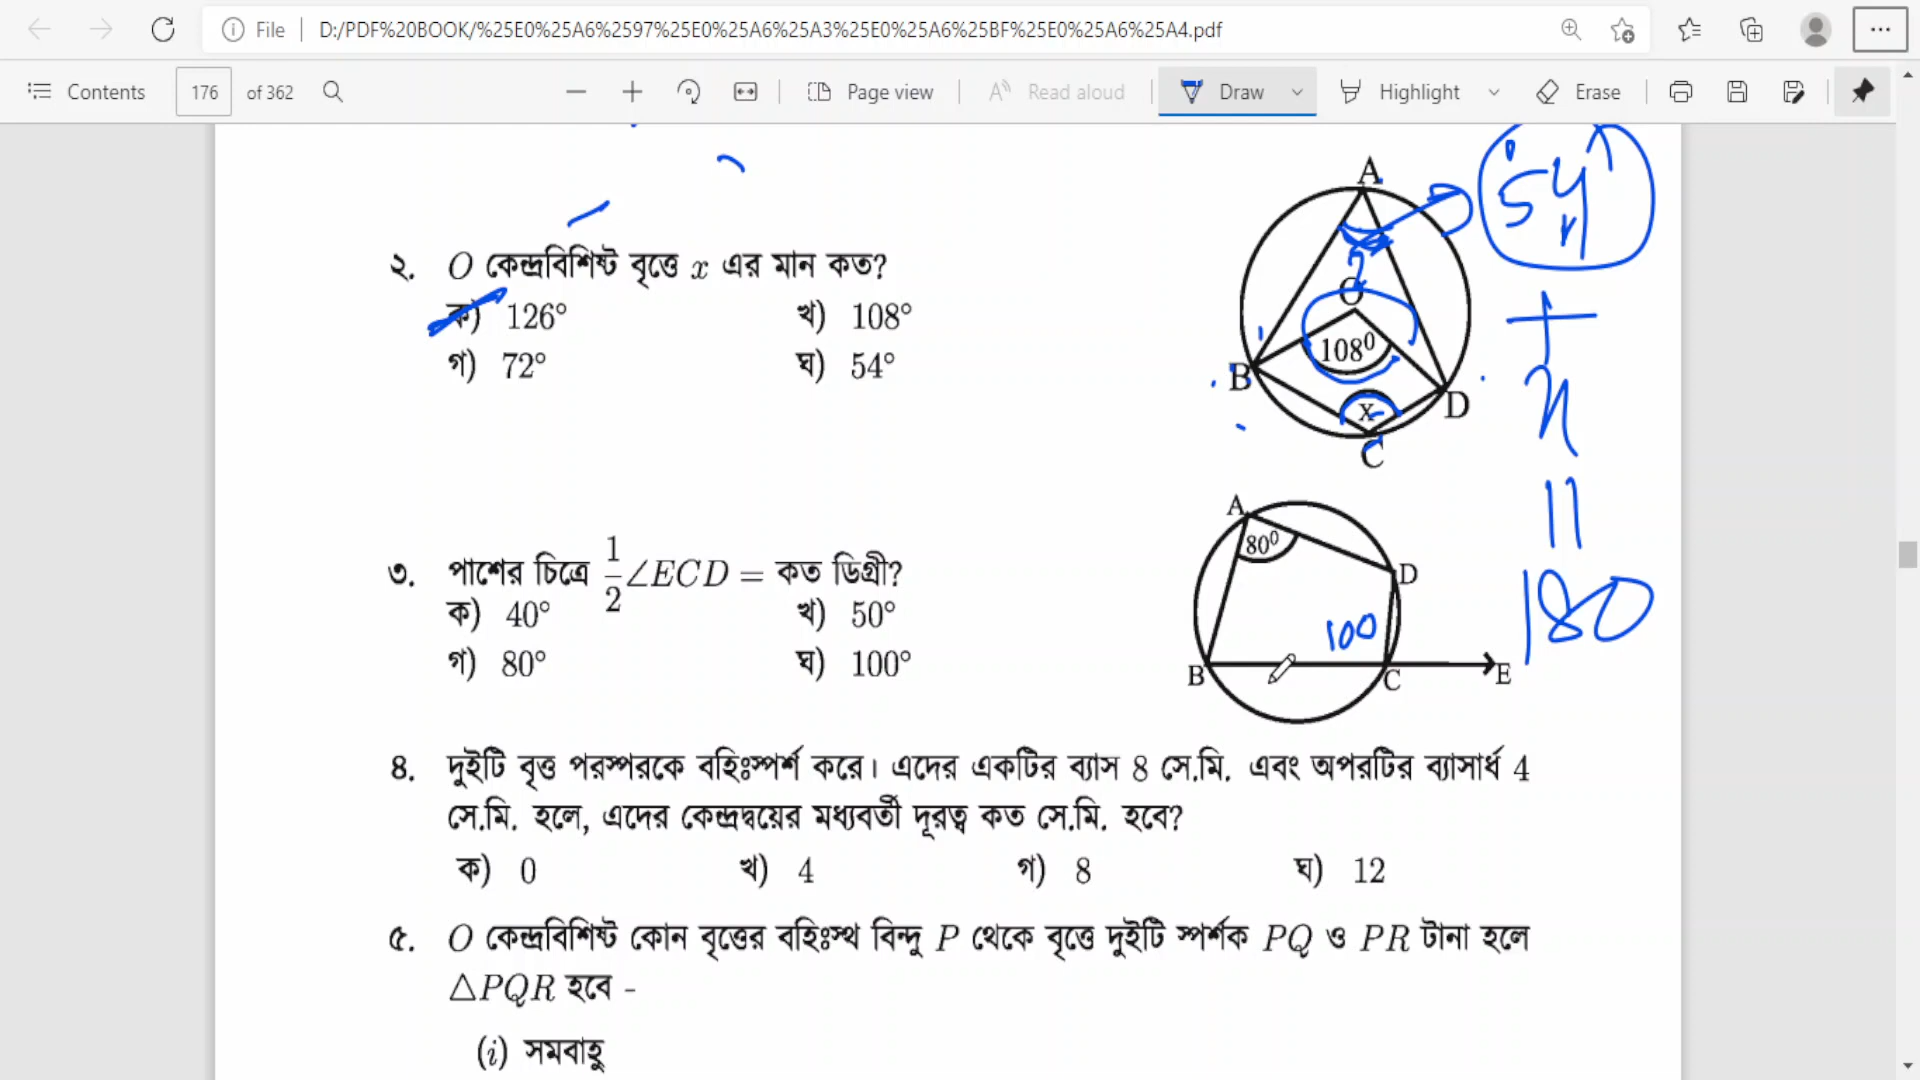 File D:/PDF%20BOOK/%25E0%25A6%2597%25E0%25A6%25A3%25E0%25A6%25BF%25E0%25A6%25A4.pdf
Contents 176 of 362 Page view Read aloud Draw Highlight Erase
২. O কেন্দ্রবিশিষ্ট বৃত্তে x এর মান কত?
ক) 126° খ) 108°
গ) 72° ঘ) 54°
A
O
108⁰
B
D
x
C
54
+
x
=
180
৩. পাশের চিত্রে 1/2 ∠ECD = কত ডিগ্রী?
ক) 40° খ) 50°
গ) 80° ঘ) 100°
A
80⁰
D
100
B C E
৪. দুইটি বৃত্ত পরস্পরকে বহিঃস্পর্শ করে। এদের একটির ব্যাস 8 সে.মি. এবং অপরটির ব্যাসার্ধ 4
সে.মি. হলে, এদের কেন্দ্রদ্বয়ের মধ্যবর্তী দূরত্ব কত সে.মি. হবে?
ক) 0 খ) 4 গ) 8 ঘ) 12
৫. O কেন্দ্রবিশিষ্ট কোন বৃত্তের বহিঃস্থ বিন্দু P থেকে বৃত্তে দুইটি স্পর্শক PQ ও PR টানা হলে
△PQR হবে -
(i) সমবাহু